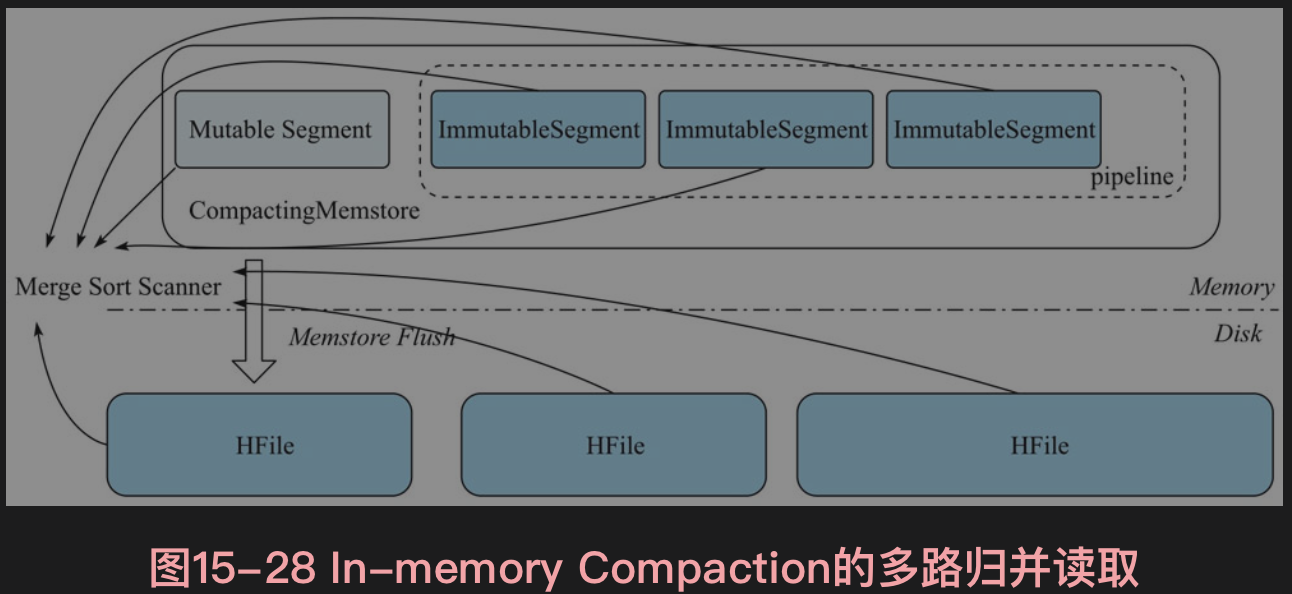 Mutable Segment
ImmutableSegment
ImmutableSegment
ImmutableSegment
pipeline
CompactingMemstore
Merge Sort Scanner
Memory
Memstore Flush
Disk
HFile
HFile
HFile
图15-28 In-memory Compaction的多路归并读取